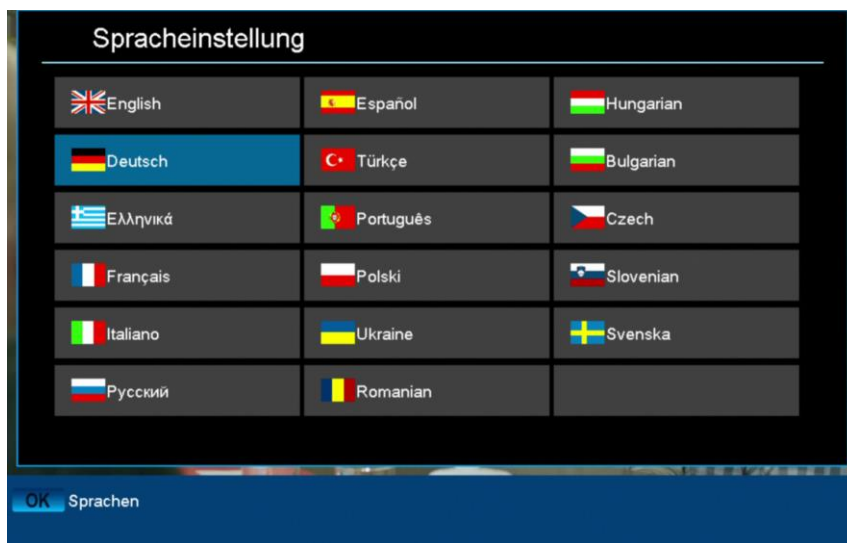 Spracheinstellung
English
Español
Hungarian
Deutsch
Türkçe
Bulgarian
Ελληνικά
Português
Czech
Français
Polski
Slovenian
Italiano
Ukraine
Svenska
Русский
Romanian
OK Sprachen